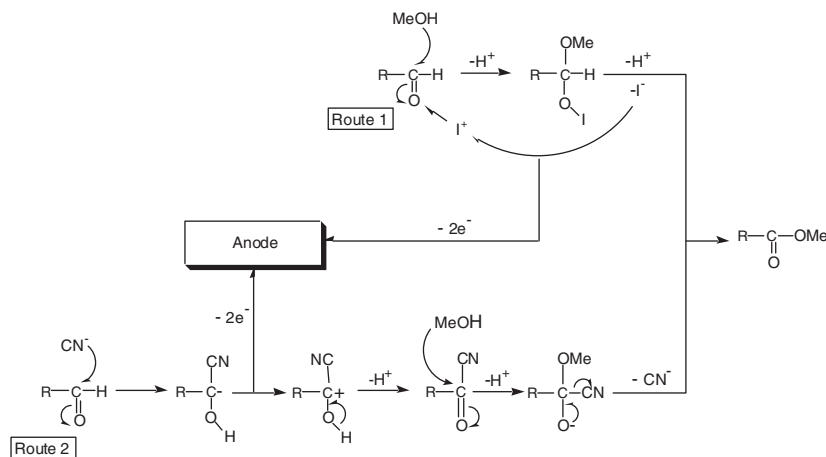 MeOH
-H⁺
OMe
-H⁺
R C H
R C H
-I⁻
O
O
I
Route 1
I⁺
- 2e⁻
Anode
R C OMe
O
- 2e⁻
MeOH
CN⁻
CN
NC
CN
OMe
-H⁺
-H⁺
- CN⁻
R C H
R C-
R C+
R C
R C CN
O
O H
O H
O
O-
Route 2